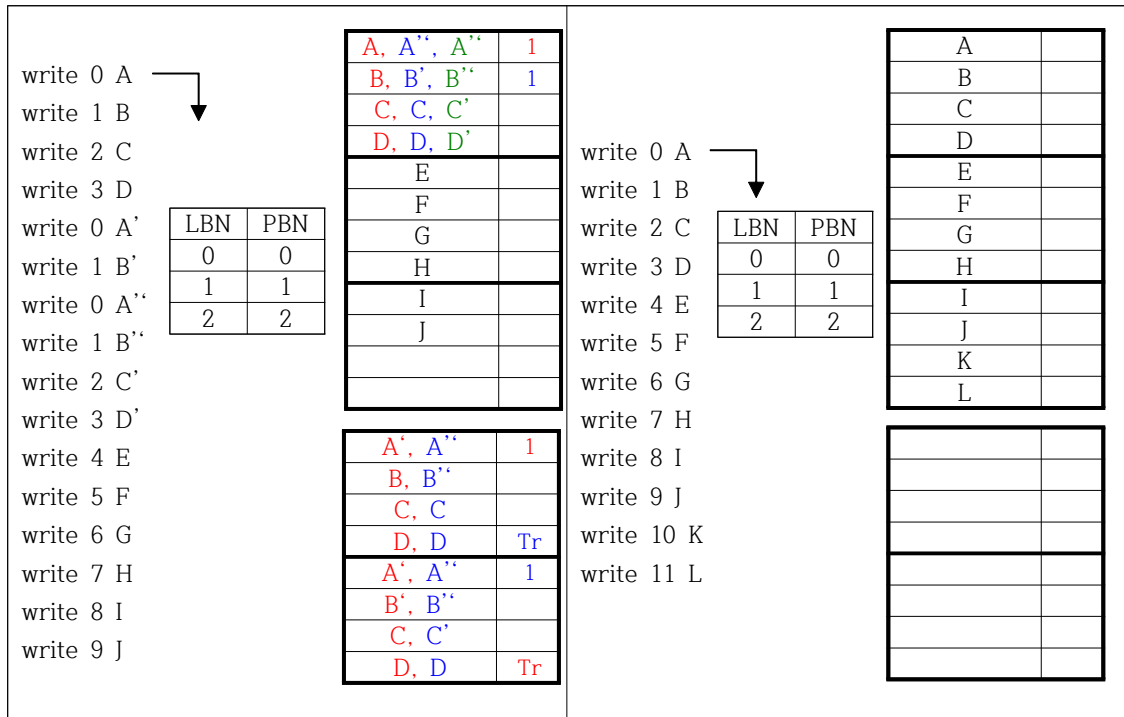 write 0 A
write 1 B
write 2 C
write 3 D
write 0 A'
write 1 B'
write 0 A''
write 1 B''
write 2 C'
write 3 D'
write 4 E
write 5 F
write 6 G
write 7 H
write 8 I
write 9 J
LBN PBN
0 0
1 1
2 2
A, A'‘, A'‘ 1
B, B', B'‘ 1
C, C, C'
D, D, D'
E
F
G
H
I
J
A‘, A'‘ 1
B, B'‘
C, C
D, D Tr
A‘, A'‘ 1
B‘, B'‘
C, C'
D, D Tr
write 0 A
write 1 B
write 2 C
write 3 D
write 4 E
write 5 F
write 6 G
write 7 H
write 8 I
write 9 J
write 10 K
write 11 L
LBN PBN
0 0
1 1
2 2
A
B
C
D
E
F
G
H
I
J
K
L